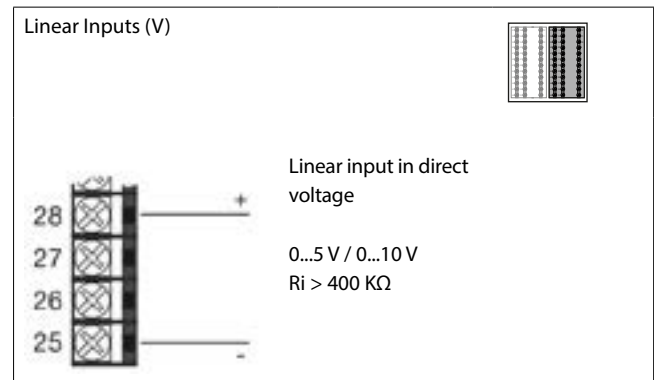 Linear Inputs (V)
Linear input in direct
voltage
0...5 V / 0...10 V
Ri > 400 KΩ
28 +
27
26
25 -